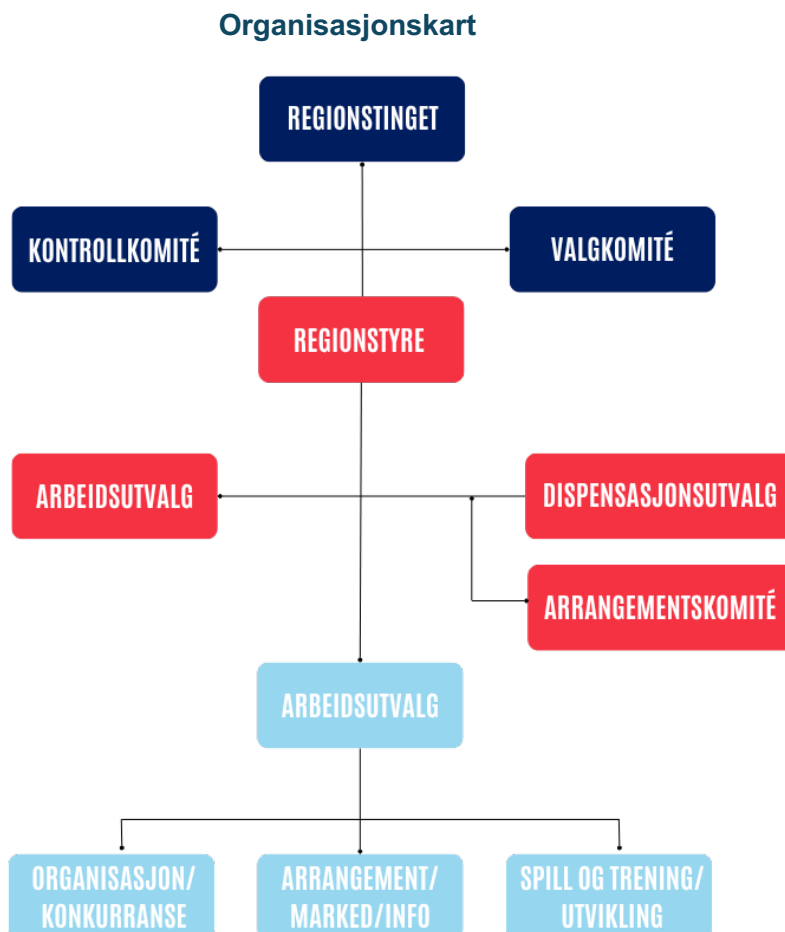 Organisasjonskart
REGIONSTINGET
KONTROLLKOMITÉ
VALGKOMITÉ
REGIONSTYRE
ARBEIDSUTVALG
DISPENSASJONSUTVALG
ARRANGEMENTSKOMITÉ
ARBEIDSUTVALG
ORGANISASJON/
KONKURRANSE
ARRANGEMENT/
MARKED/INFO
SPILL OG TRENING/
UTVIKLING